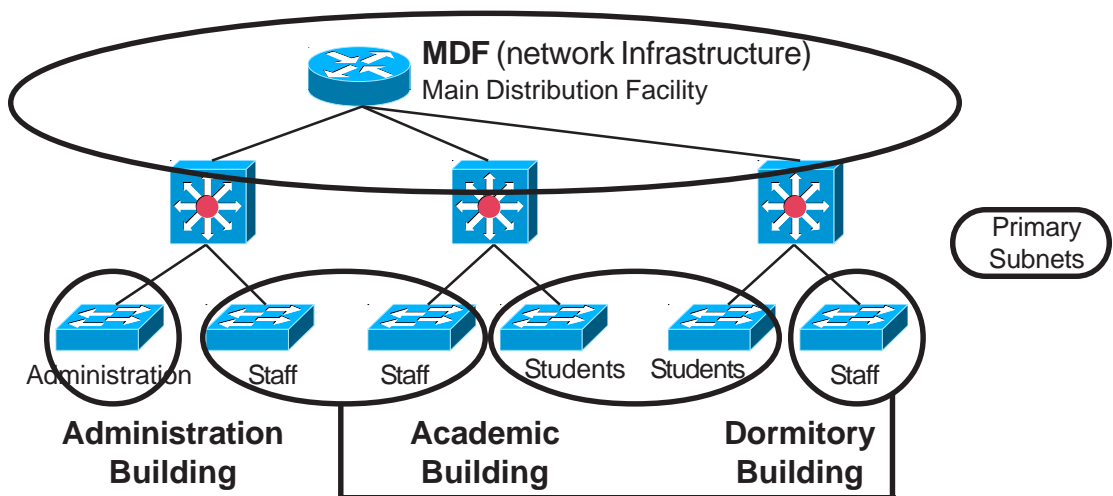 MDF (network Infrastructure)
Main Distribution Facility
Primary
Subnets
Administration
Staff
Staff
Students
Students
Staff
Administration
Building
Academic
Building
Dormitory
Building